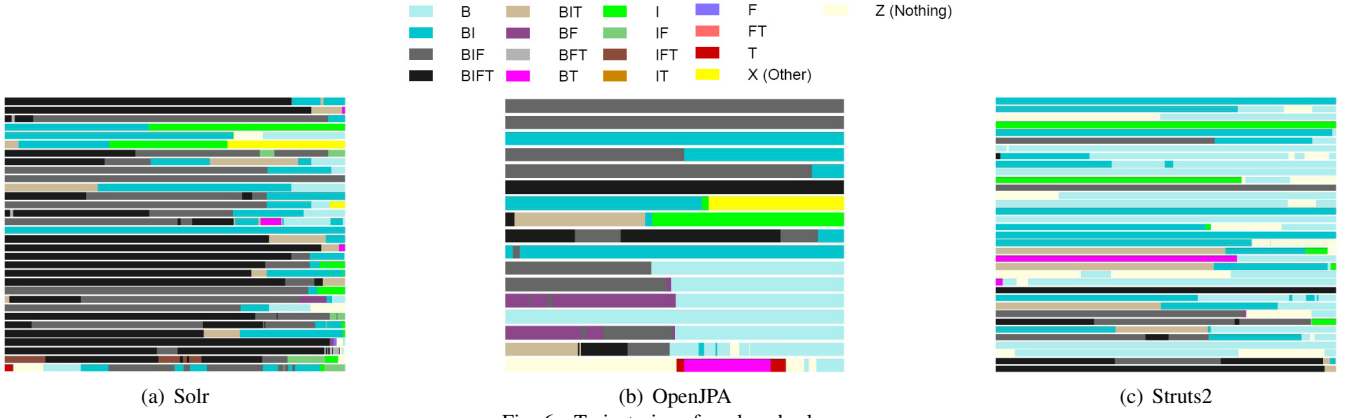 B BIT I F Z (Nothing)
BI BF IF FT
BIF BFT IFT T
BIFT BT IT X (Other)
(a) Solr (b) OpenJPA (c) Struts2